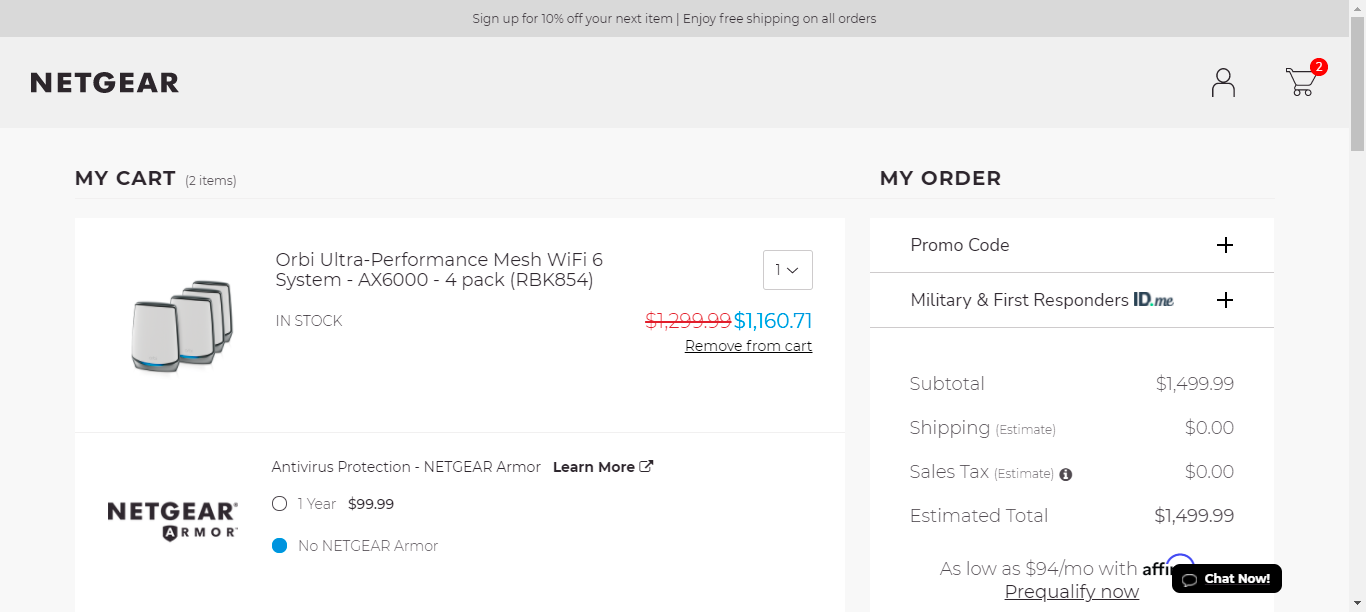 Sign up for 10% off your next item | Enjoy free shipping on all orders
NETGEAR
2
MY CART (2 items)
MY ORDER
Orbi Ultra-Performance Mesh WiFi 6
System - AX6000 - 4 pack (RBK854)
1
IN STOCK
$1,299.99 $1,160.71
Remove from cart
Promo Code
Military & First Responders ID.me
Subtotal $1,499.99
Shipping (Estimate) $0.00
Sales Tax (Estimate) $0.00
Estimated Total $1,499.99
As low as $94/mo with
Prequalify now
Chat Now!
Antivirus Protection - NETGEAR Armor Learn More
NETGEAR®
ARMOR™
1 Year $99.99
No NETGEAR Armor